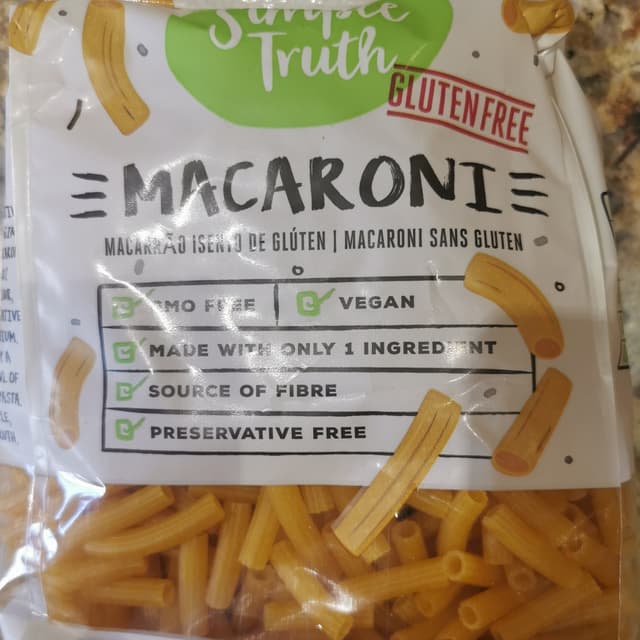 Simple
Truth
GLUTEN FREE
MACARONI
MACARRÃO ISENTO DE GLÚTEN | MACARONI SANS GLUTEN
GMO FREE
VEGAN
MADE WITH ONLY 1 INGREDIENT
SOURCE OF FIBRE
PRESERVATIVE FREE